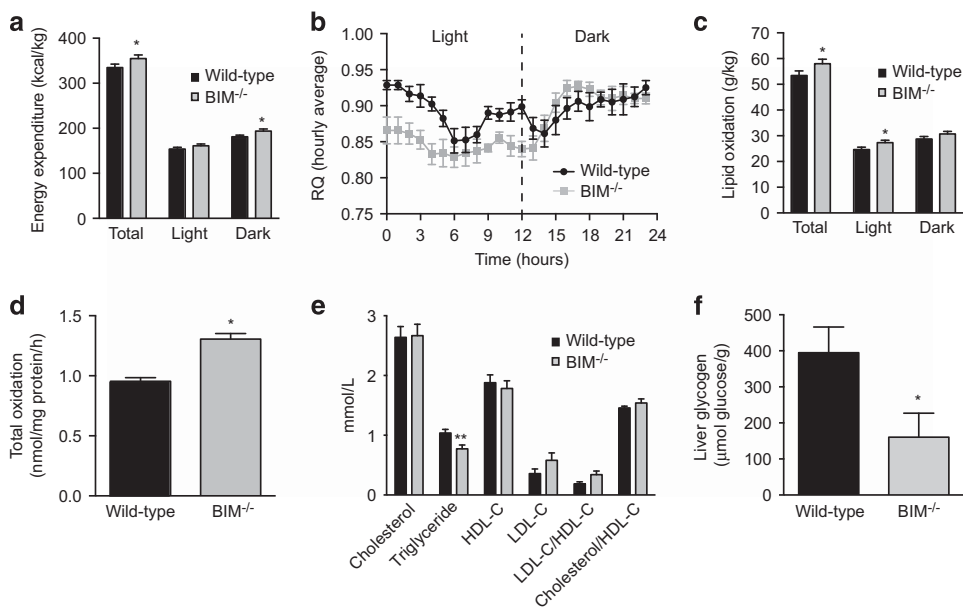 a
Energy expenditure (kcal/kg)
400
300
200
100
0
*
*
Wild-type
BIM-/-
Total Light Dark
b
RQ (hourly average)
1.00
0.95
0.90
0.85
0.80
0.75
Light Dark
Wild-type
BIM-/-
0 3 6 9 12 15 18 21 24
Time (hours)
c
Lipid oxidation (g/kg)
70
60
50
40
30
20
10
0
*
*
Wild-type
BIM-/-
Total Light Dark
d
Total oxidation
(nmol/mg protein/h)
1.5
1.0
0.5
0.0
*
Wild-type BIM-/-
e
mmol/L
3
2
1
0
**
Wild-type
BIM-/-
Cholesterol
Triglyceride
HDL-C
LDL-C
LDL-C/HDL-C
Cholesterol/HDL-C
f
Liver glycogen
(μmol glucose/g)
500
400
300
200
100
0
*
Wild-type BIM-/-